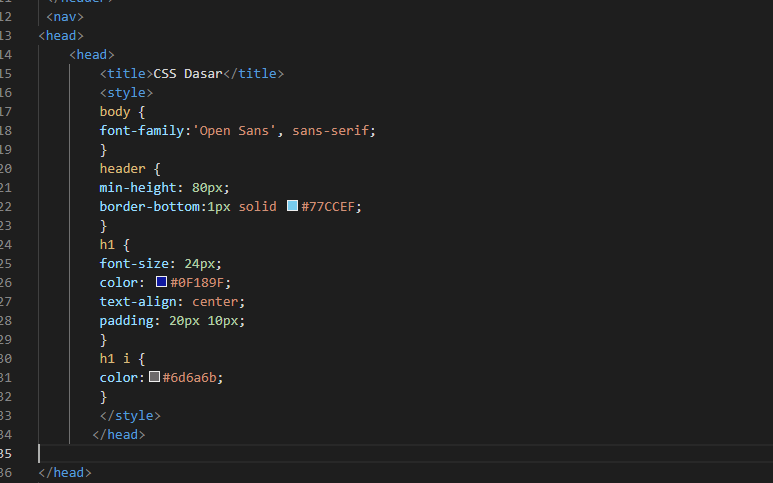 11 </header>
12 <nav>
13 <head>
14 <head>
15 <title>CSS Dasar</title>
16 <style>
17 body {
18 font-family:'Open Sans', sans-serif;
19 }
20 header {
21 min-height: 80px;
22 border-bottom:1px solid #77CCEF;
23 }
24 h1 {
25 font-size: 24px;
26 color: #0F189F;
27 text-align: center;
28 padding: 20px 10px;
29 }
30 h1 i {
31 color:#6d6a6b;
32 }
33 </style>
34 </head>
35
36 </head>